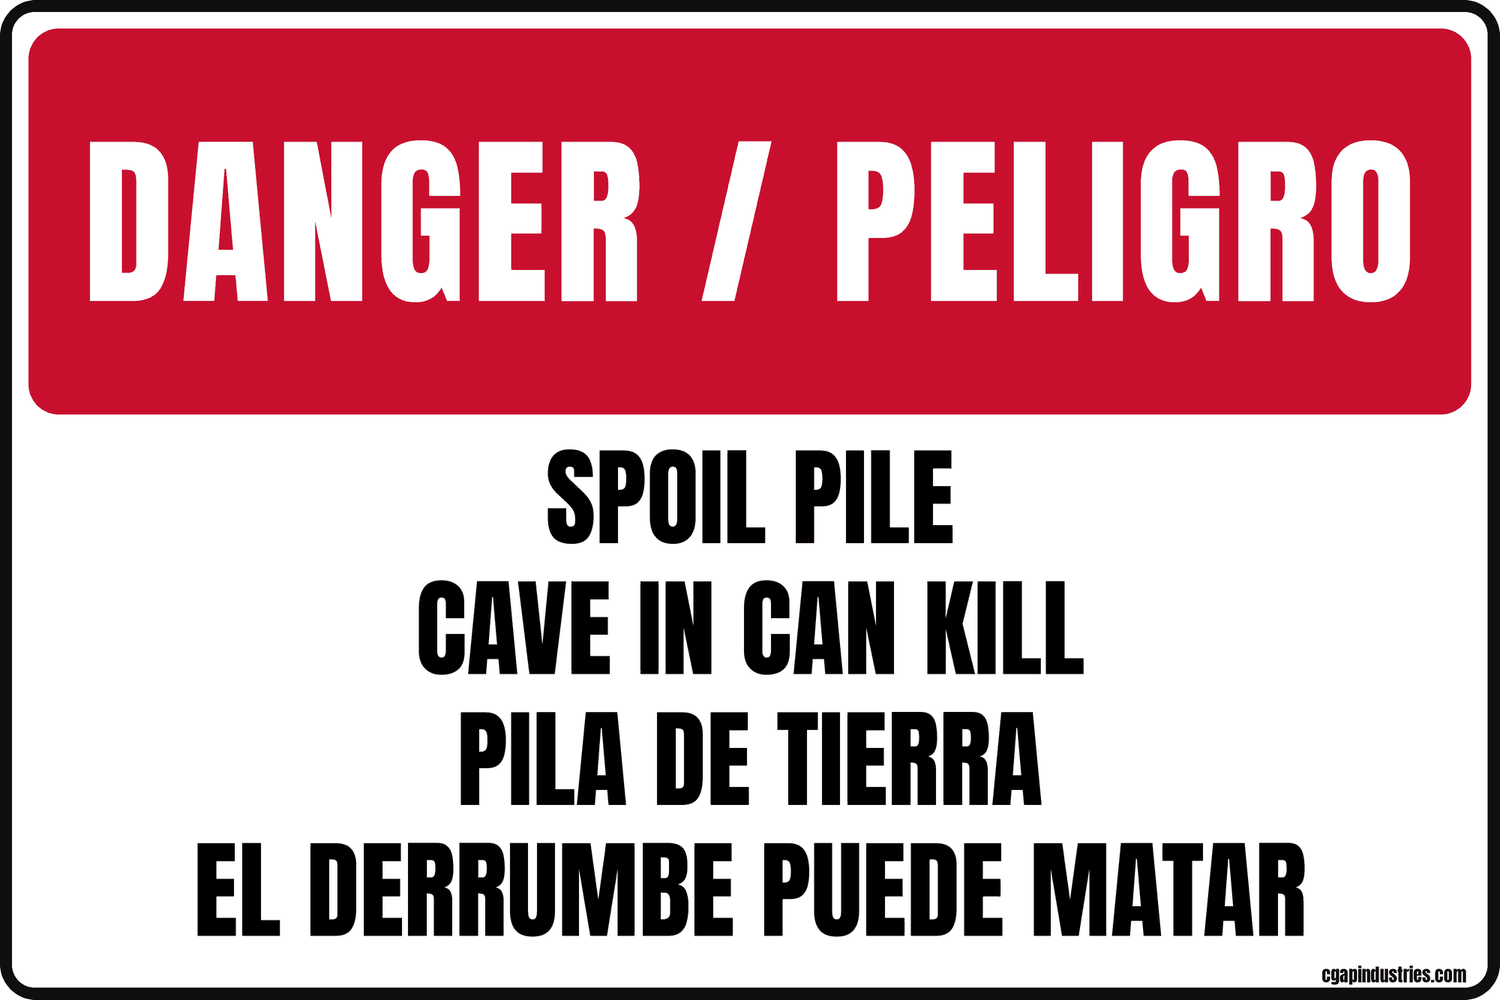 DANGER / PELIGRO
SPOIL PILE
CAVE IN CAN KILL
PILA DE TIERRA
EL DERRUMBE PUEDE MATAR
cgapindustries.com